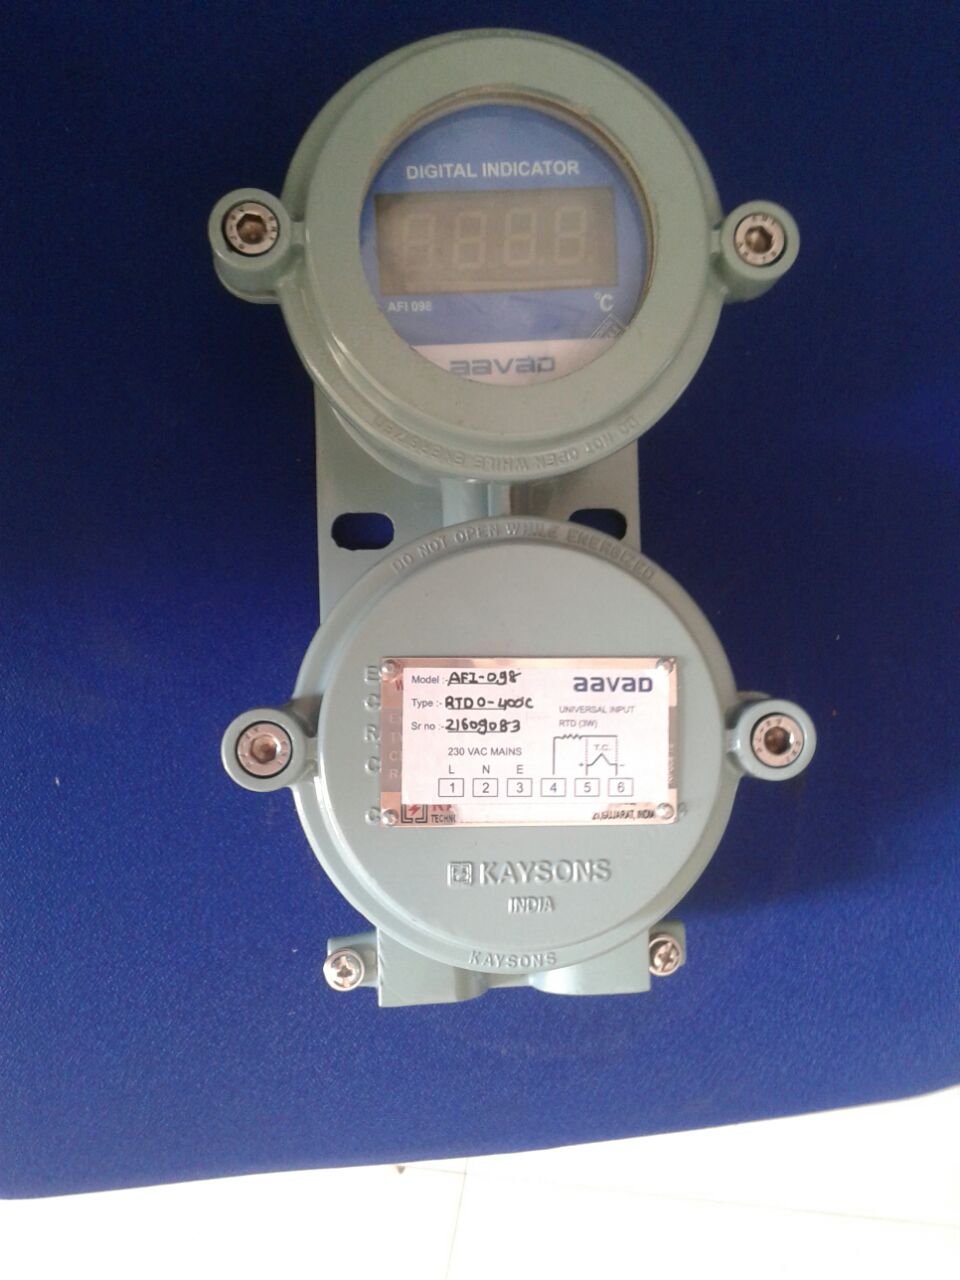 DIGITAL INDICATOR
AFI 098
°C
aavad
DO NOT OPEN WHILE ENERGIZED
DO NOT OPEN WHILE ENERGIZED
Model :- AFI-098
aavad
Type :- RTD 0-400°C
UNIVERSAL INPUT
Sr no :- 21609083
RTD (3W)
230 VAC MAINS
T.C.
+ -
L N E
1 2 3 4 5 6
GUJARAT, INDIA
KAYSONS
INDIA
KAYSONS